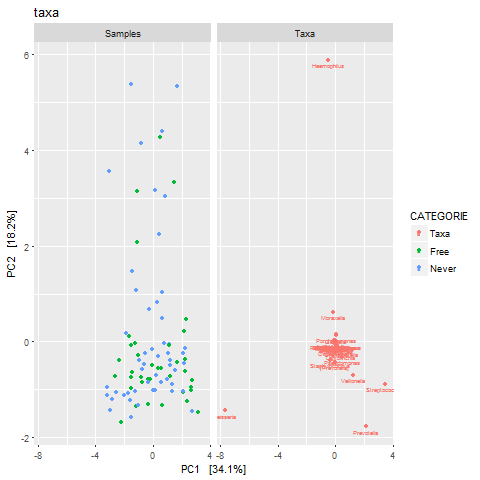 taxa
Samples
Taxa
6
4
2
0
-2
PC2 [18.2%]
Haemophilus
Moraxella
Veillonella
Prevotella
-8
-4
0
4
-8
-4
0
4
PC1 [34.1%]
CATEGORIE
Taxa
Free
Never